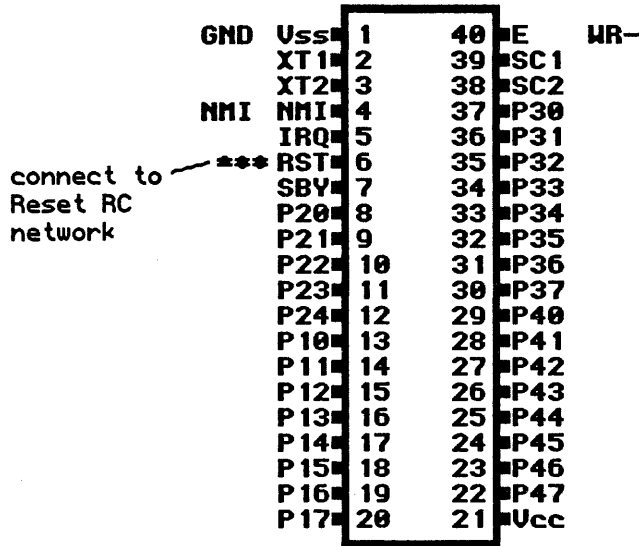 GND Vss 1 40 E WR-
XT1 2 39 SC1
XT2 3 38 SC2
NMI NMI 4 37 P30
IRQ 5 36 P31
*** RST 6 35 P32
connect to
Reset RC
network
SBY 7 34 P33
P20 8 33 P34
P21 9 32 P35
P22 10 31 P36
P23 11 30 P37
P24 12 29 P40
P10 13 28 P41
P11 14 27 P42
P12 15 26 P43
P13 16 25 P44
P14 17 24 P45
P15 18 23 P46
P16 19 22 P47
P17 20 21 Vcc